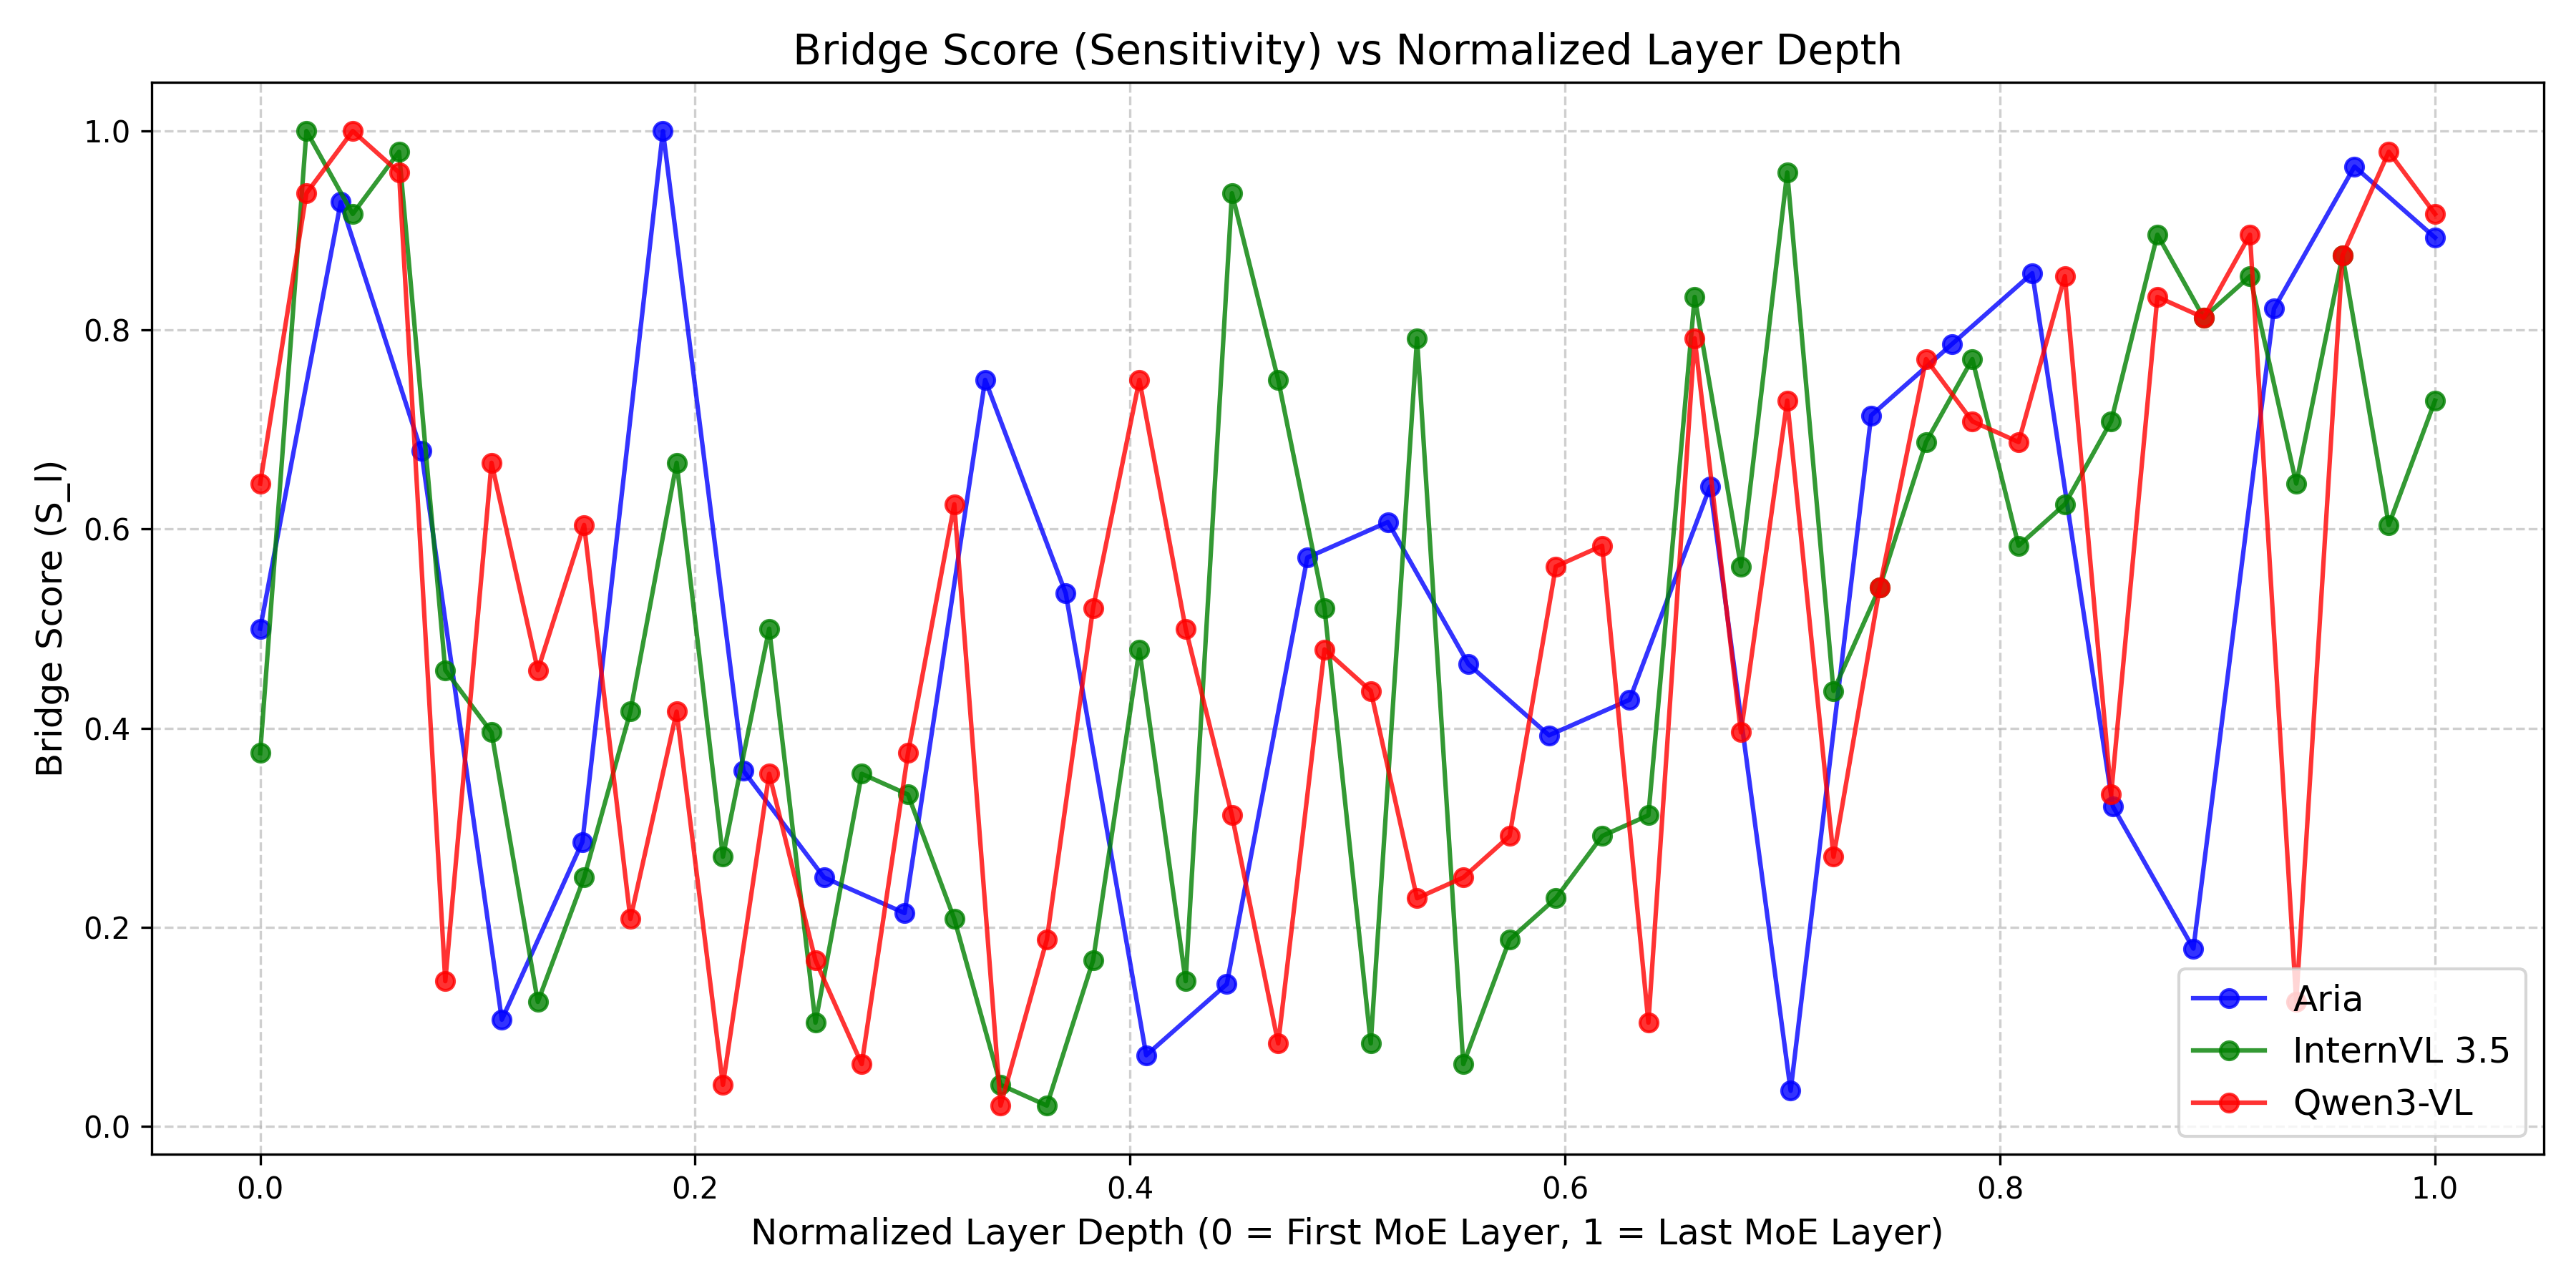 Bridge Score (Sensitivity) vs Normalized Layer Depth
Bridge Score (S_l)
1.0
0.8
0.6
0.4
0.2
0.0
0.0
0.2
0.4
0.6
0.8
1.0
Normalized Layer Depth (0 = First MoE Layer, 1 = Last MoE Layer)
Aria
InternVL 3.5
Qwen3-VL